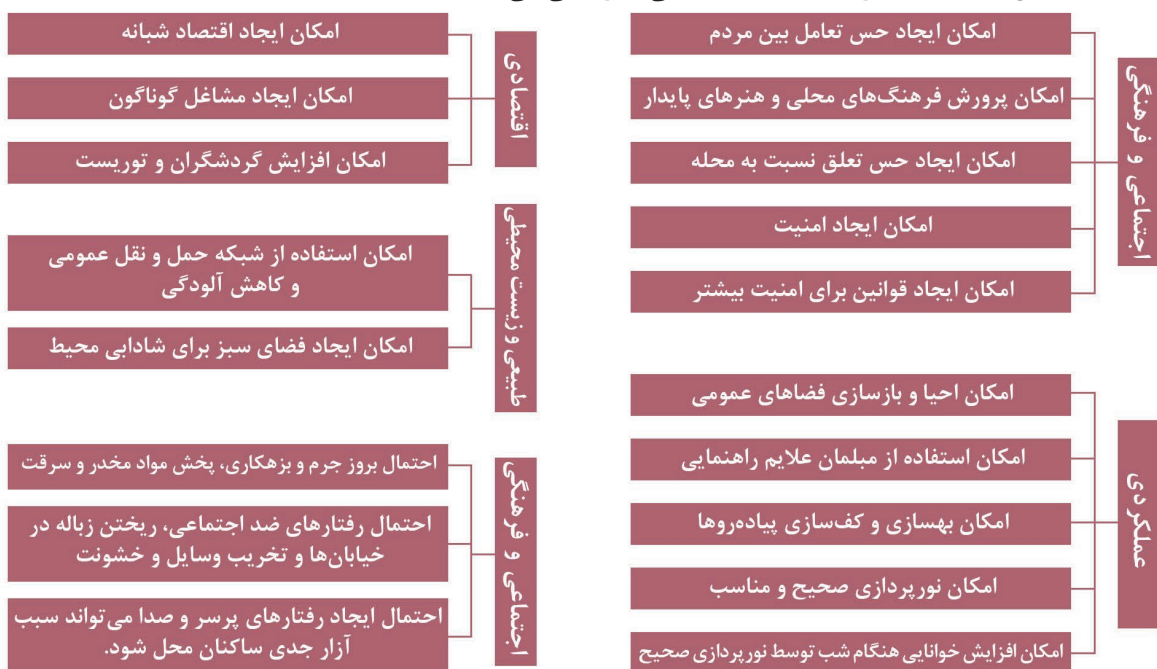 اجتماعی و فرهنگی
امکان ایجاد حس تعامل بین مردم
امکان پرورش فرهنگ‌های محلی و هنرهای پایدار
امکان ایجاد حس تعلق نسبت به محله
امکان ایجاد امنیت
امکان ایجاد قوانین برای امنیت بیشتر
عملکردی
امکان احیا و بازسازی فضاهای عمومی
امکان استفاده از مبلمان علایم راهنمایی
امکان بهسازی و کف‌سازی پیاده‌روها
امکان نورپردازی صحیح و مناسب
امکان افزایش خوانایی هنگام شب توسط نورپردازی صحیح
اقتصادی
امکان ایجاد اقتصاد شبانه
امکان ایجاد مشاغل گوناگون
امکان افزایش گردشگران و توریست
طبیعی و زیست محیطی
امکان استفاده از شبکه حمل و نقل عمومی
و کاهش آلودگی
امکان ایجاد فضای سبز برای شادابی محیط
اجتماعی و فرهنگی
احتمال بروز جرم و بزهکاری، پخش مواد مخدر و سرقت
احتمال رفتارهای ضد اجتماعی، ریختن زباله در
خیابان‌ها و تخریب وسایل و خشونت
احتمال ایجاد رفتارهای پرسر و صدا می‌تواند سبب
آزار جدی ساکنان محل شود.